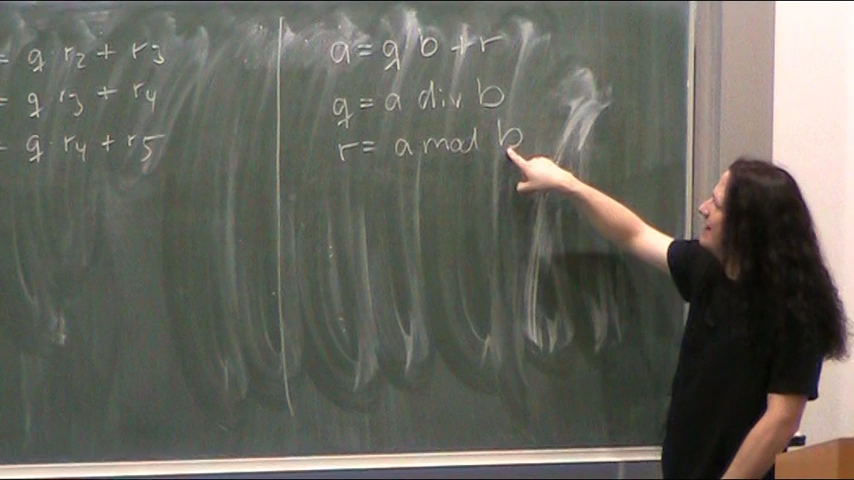 = q r2 + r3
= q r3 + r4
= q r4 + r5
a = q b + r
q = a div b
r = a mod b